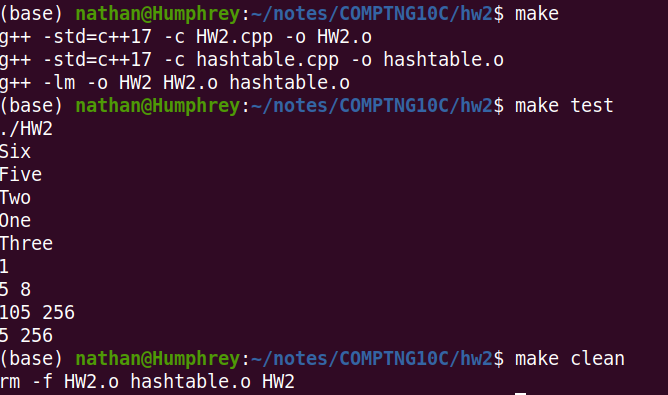 (base) nathan@Humphrey:~/notes/COMPTNG10C/hw2$ make
g++ -std=c++17 -c HW2.cpp -o HW2.o
g++ -std=c++17 -c hashtable.cpp -o hashtable.o
g++ -lm -o HW2 HW2.o hashtable.o
(base) nathan@Humphrey:~/notes/COMPTNG10C/hw2$ make test
./HW2
Six
Five
Two
One
Three
1
5 8
105 256
5 256
(base) nathan@Humphrey:~/notes/COMPTNG10C/hw2$ make clean
rm -f HW2.o hashtable.o HW2